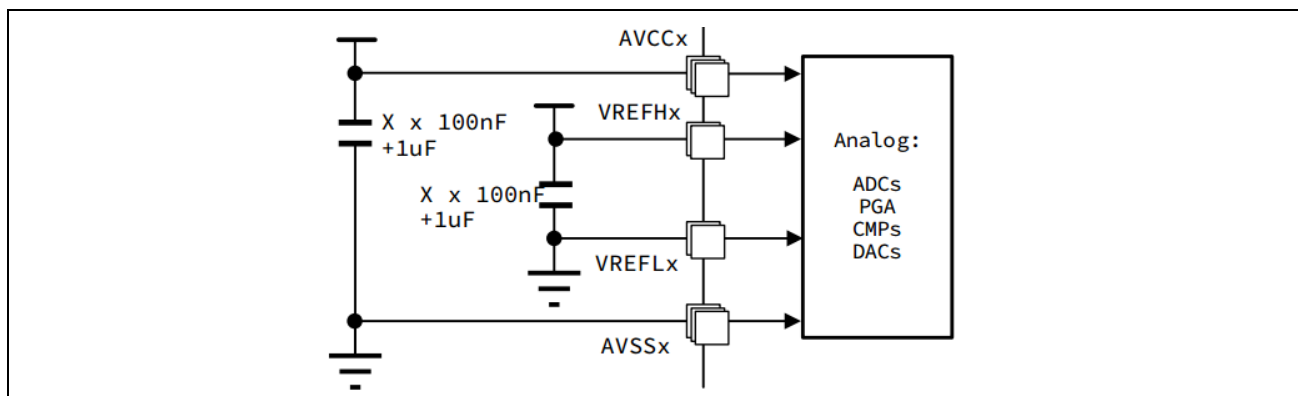 AVCCx
VREFHx
X x 100nF
+1uF
Analog:
X x 100nF
+1uF
ADCs
PGA
CMPs
DACs
VREFLx
AVSSx